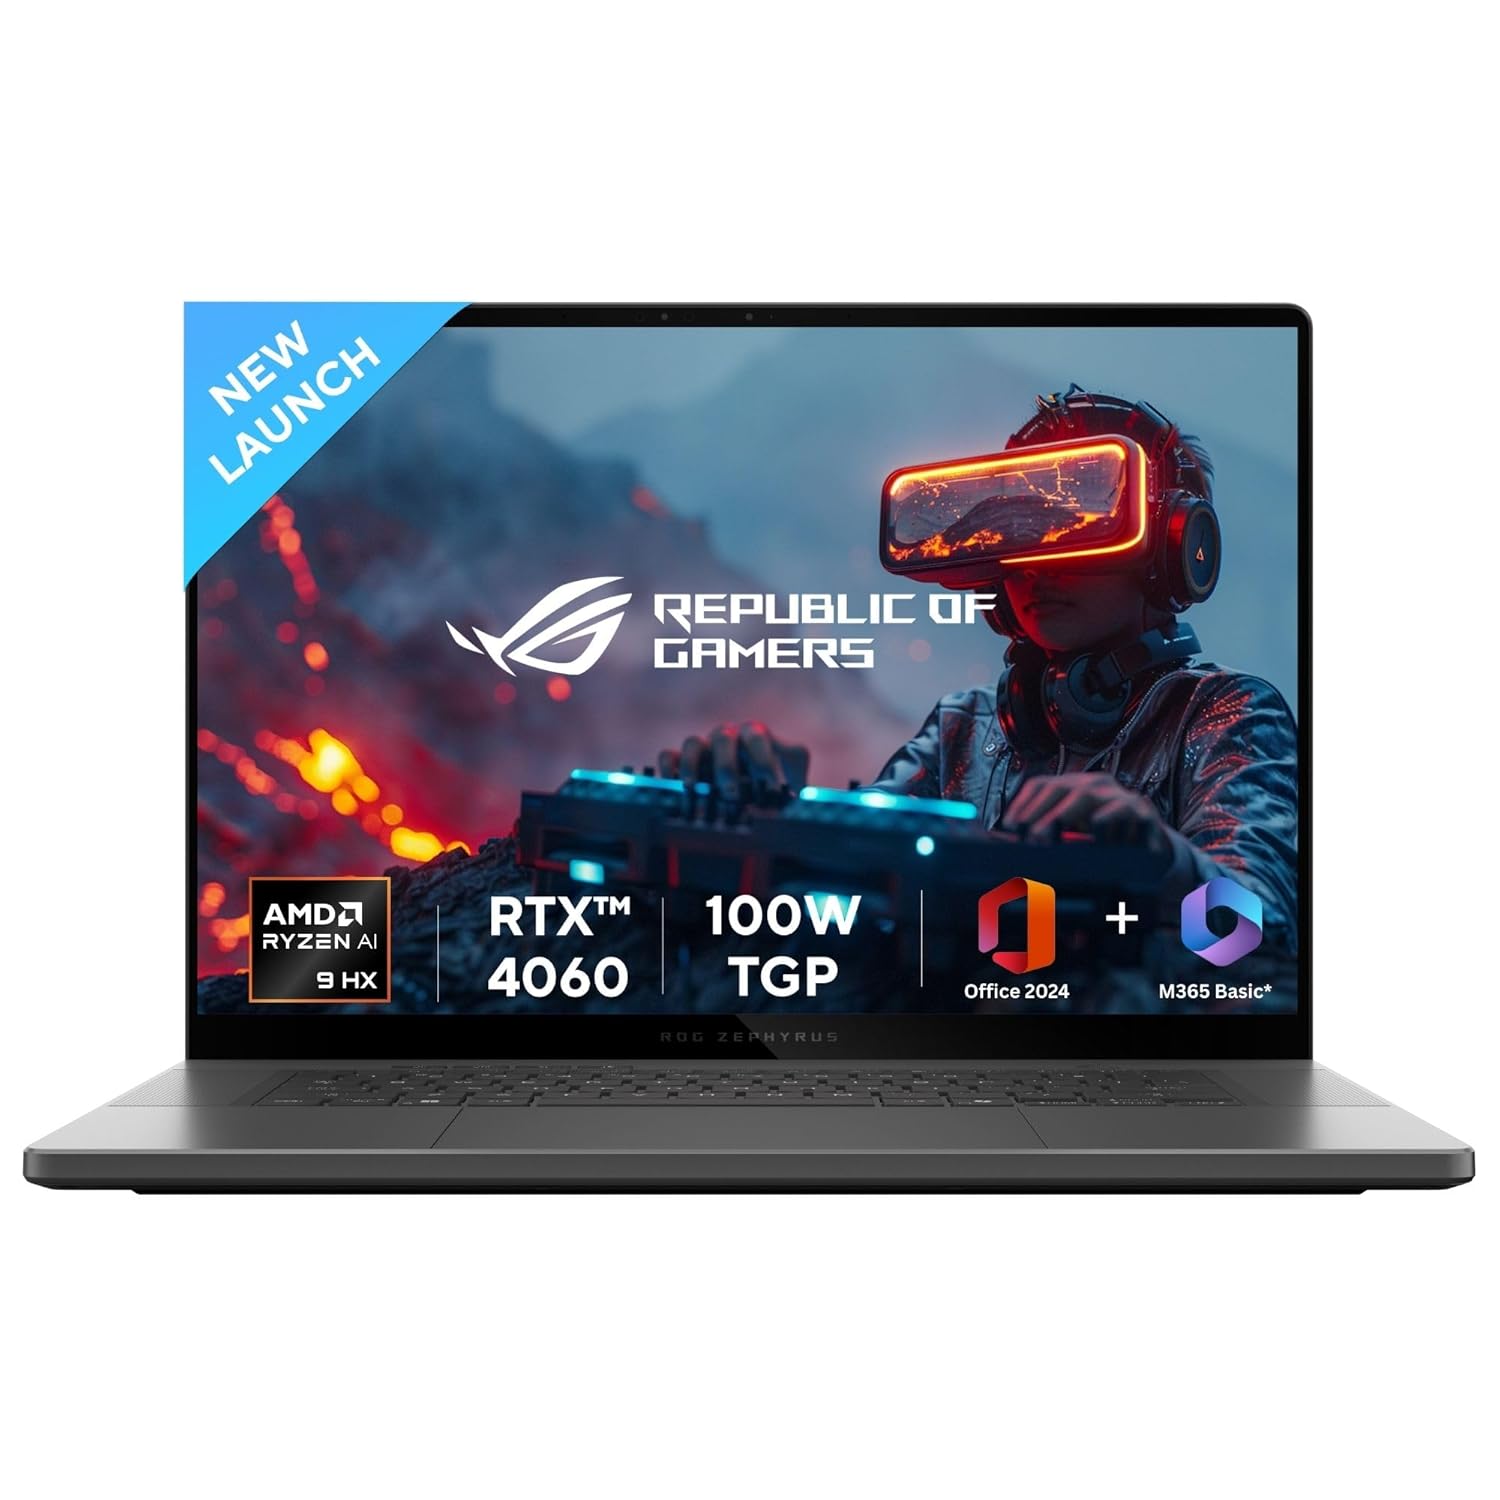 NEW
LAUNCH
REPUBLIC OF
GAMERS
AMD
RYZEN AI
9 HX
RTX™
4060
100W
TGP
+
Office 2024
M365 Basic*
ROG ZEPHYRUS